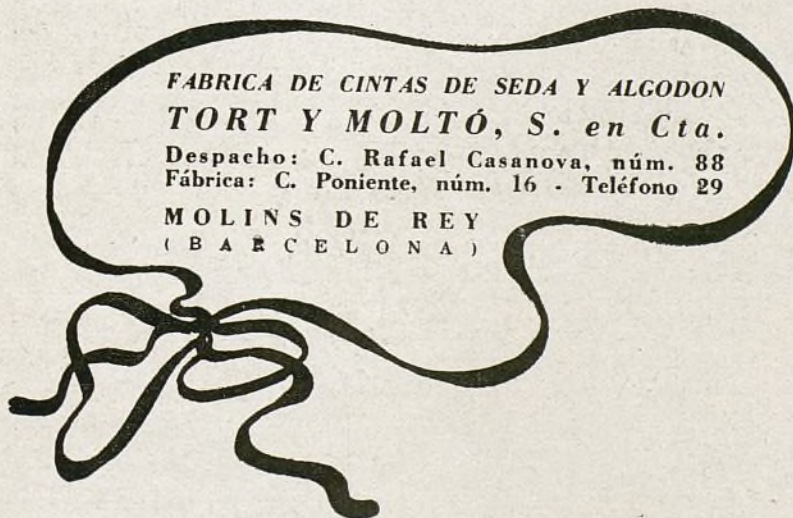 FABRICA DE CINTAS DE SEDA Y ALGODON
TORT Y MOLTÓ, S. en Cta.
Despacho: C. Rafael Casanova, núm. 88
Fábrica: C. Poniente, núm. 16 - Teléfono 29
MOLINS DE REY
(BARCELONA)